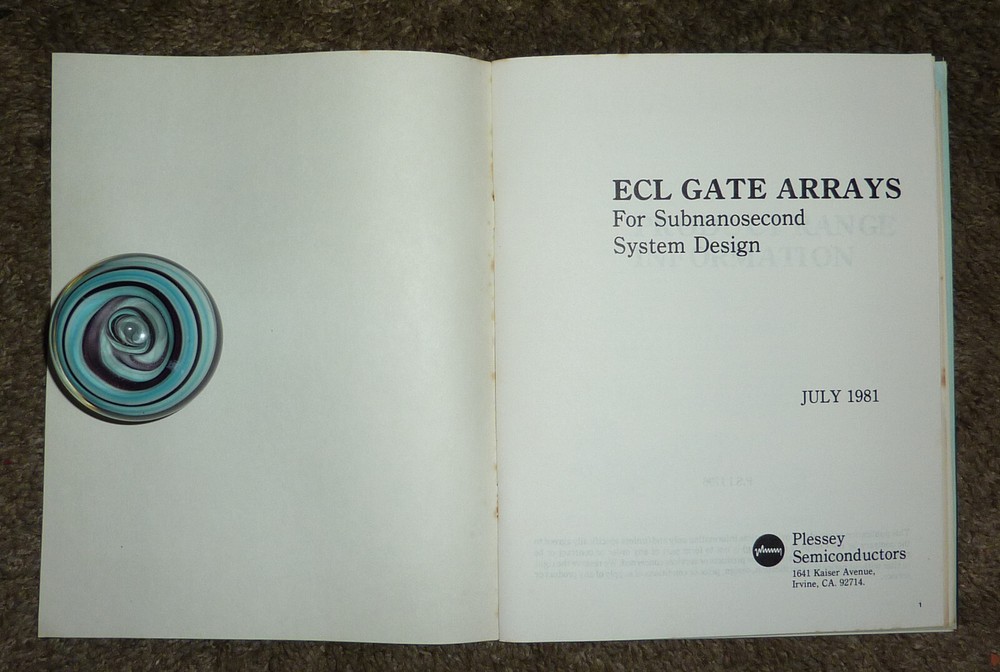 ECL GATE ARRAYS
For Subnanosecond
System Design
JULY 1981
Plessey
Semiconductors
1641 Kaiser Avenue,
Irvine, CA. 92714.
1